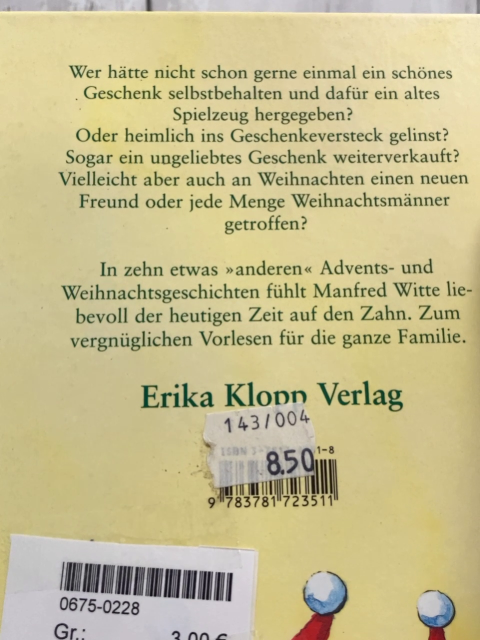 Wer hätte nicht schon gerne einmal ein schönes
Geschenk selbstbehalten und dafür ein altes
Spielzeug hergegeben?
Oder heimlich ins Geschenkeversteck gelinst?
Sogar ein ungeliebtes Geschenk weiterverkauft?
Vielleicht aber auch an Weihnachten einen neuen
Freund oder jede Menge Weihnachtsmänner
getroffen?
In zehn etwas »anderen« Advents- und
Weihnachtsgeschichten fühlt Manfred Witte lie-
bevoll der heutigen Zeit auf den Zahn. Zum
vergnüglichen Vorlesen für die ganze Familie.
Erika Klopp Verlag
143/004
1-8
8.50
9 783781 723511
0675-0228
Gr.: 3,00 €